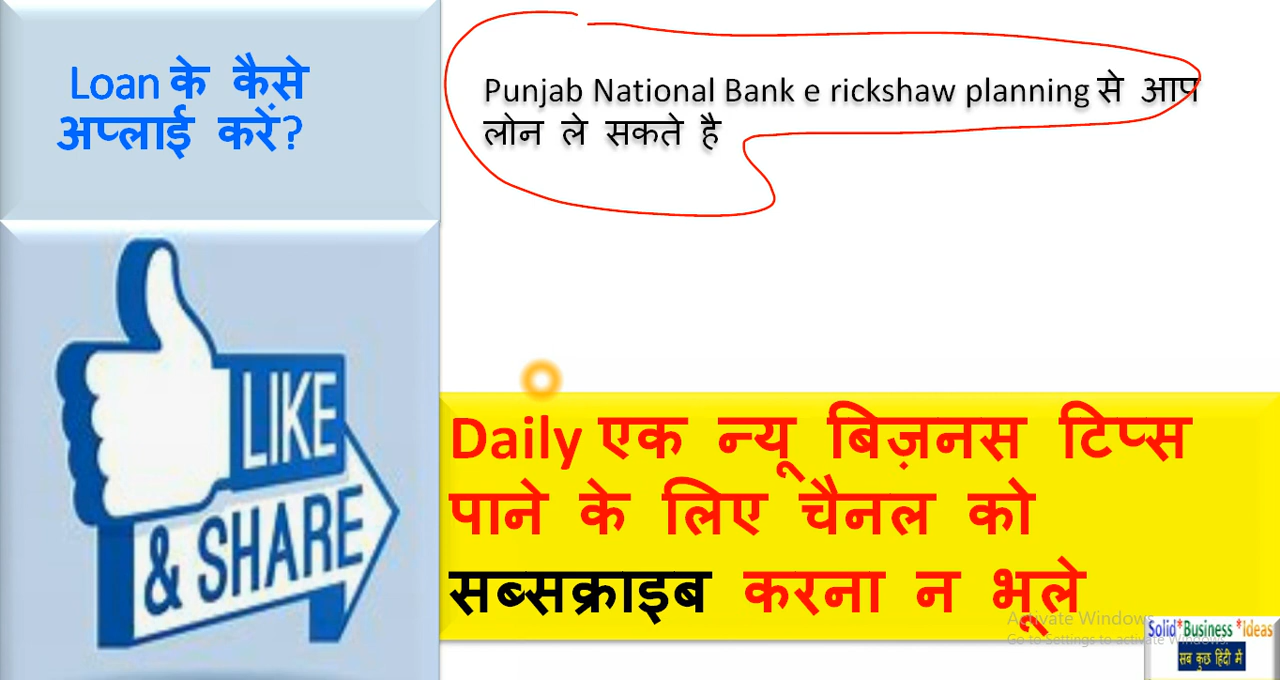 Loan के कैसे
अप्लाई करें?
Punjab National Bank e rickshaw planning से आप
लोन ले सकते है
LIKE
& SHARE
Daily एक न्यू बिज़नस टिप्स
पाने के लिए चैनल को
सब्सक्राइब करना न भूले
Activate Windows
Go to Settings to activate Windows.
Solid*Business *Ideas
सब कुछ हिंदी में